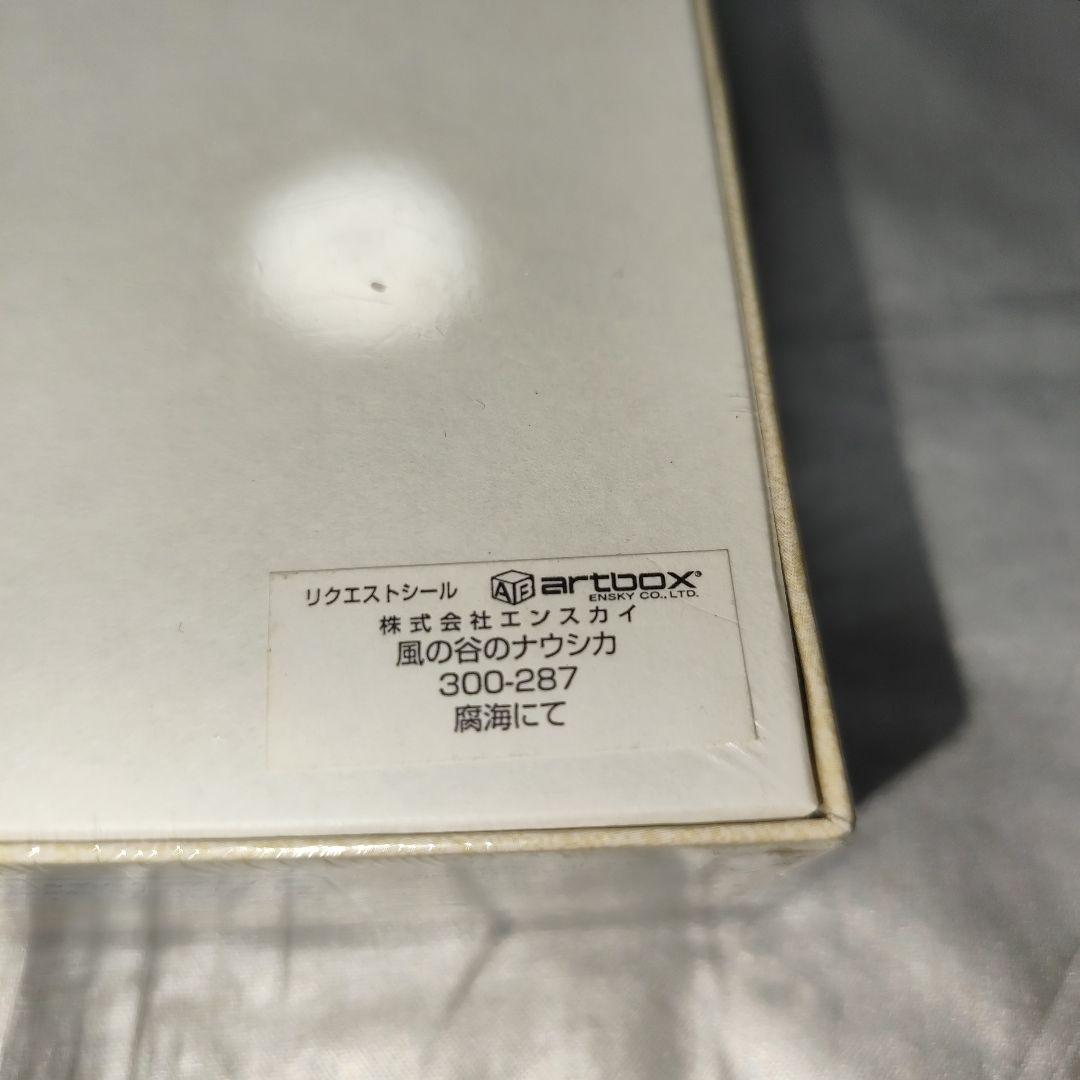 リクエストシール artbox®
ENSKY CO., LTD.
株式会社エンスカイ
風の谷のナウシカ
300-287
腐海にて